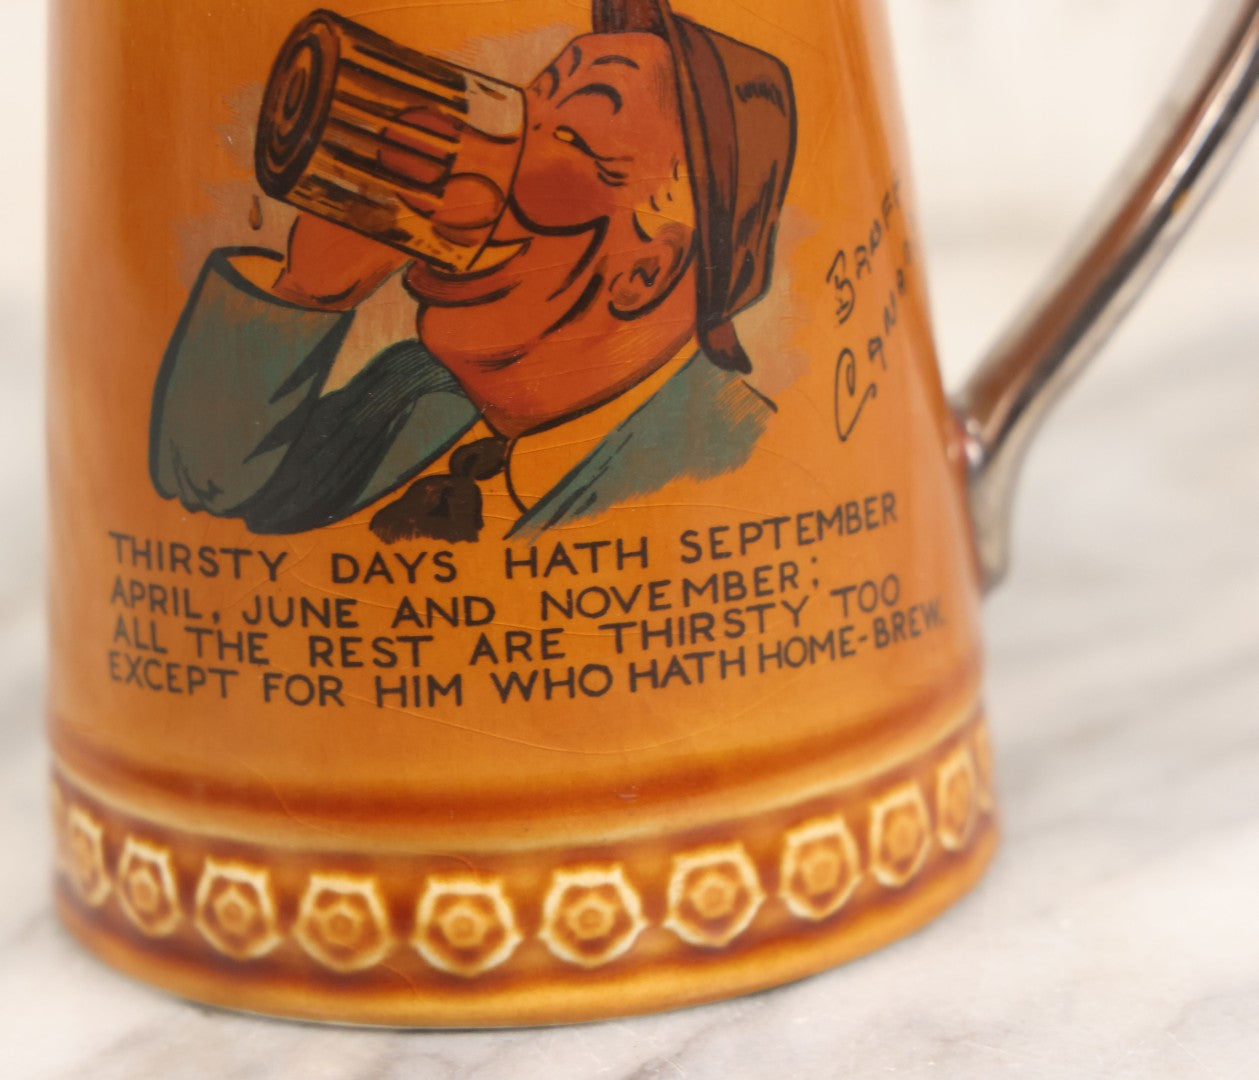 THIRSTY DAYS HATH SEPTEMBER
APRIL, JUNE AND NOVEMBER;
ALL THE REST ARE THIRSTY TOO
EXCEPT FOR HIM WHO HATH HOME-BREW.